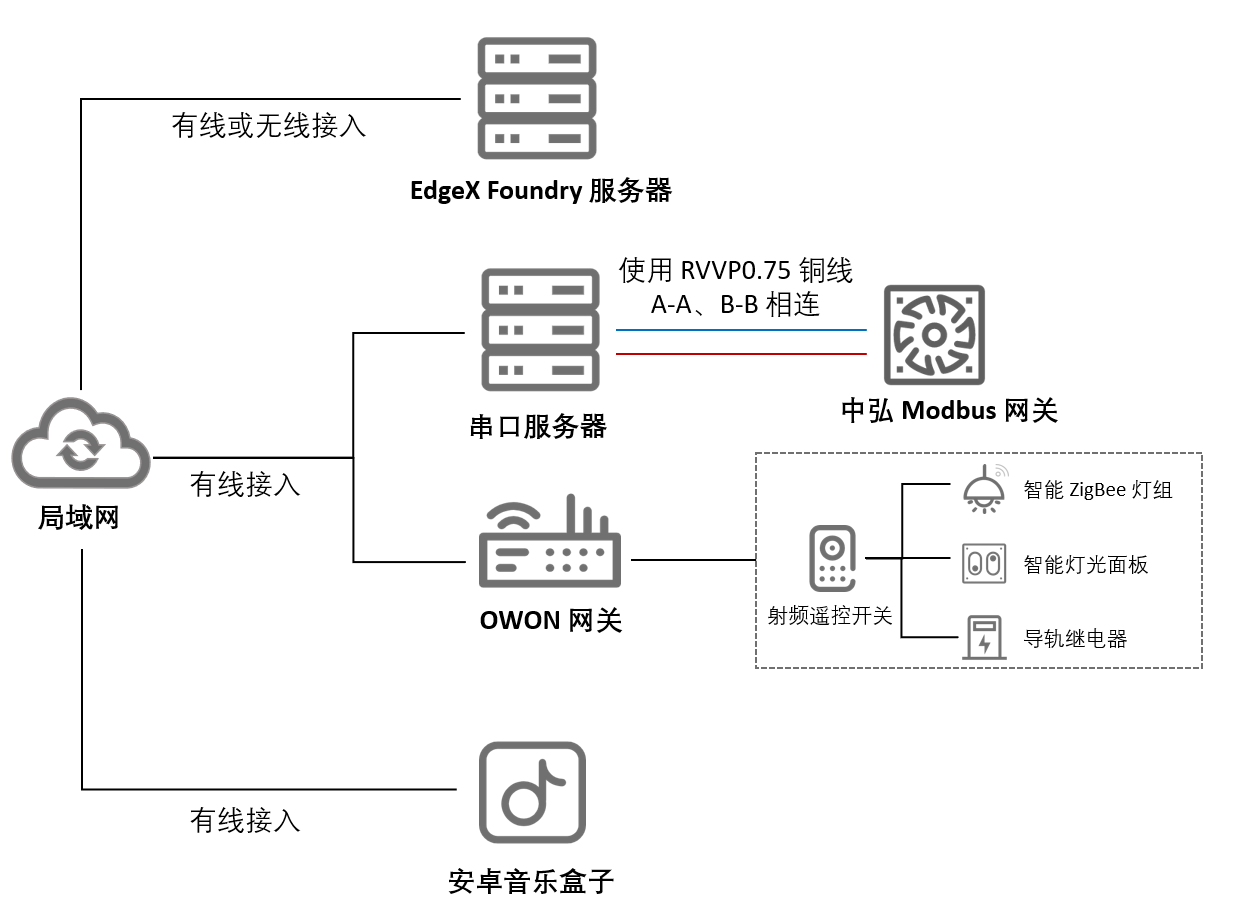 有线或无线接入
EdgeX Foundry 服务器
使用 RVVP0.75 铜线
A-A、B-B 相连
串口服务器
中弘 Modbus 网关
局域网
有线接入
OWON 网关
射频遥控开关
智能 ZigBee 灯组
智能灯光面板
导轨继电器
有线接入
安卓音乐盒子